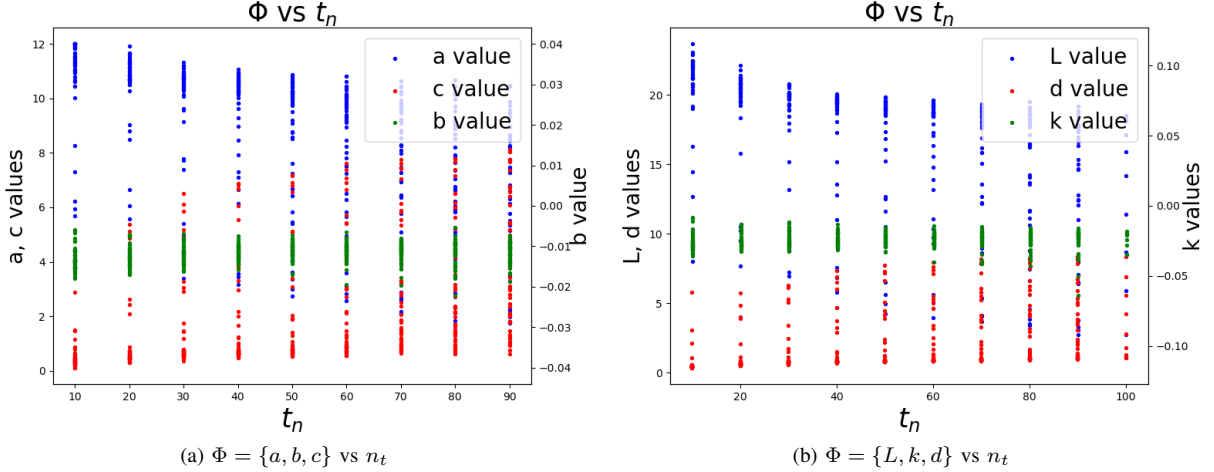 Φ vs t_n
12
10
8
6
4
2
0
a, c values
0.04
0.03
0.02
0.01
0.00
−0.01
−0.02
−0.03
−0.04
b value
a value
c value
b value
10 20 30 40 50 60 70 80 90
t_n
(a) Φ = {a, b, c} vs n_t
Φ vs t_n
20
15
10
5
0
L, d values
0.10
0.05
0.00
−0.05
−0.10
k values
L value
d value
k value
20 40 60 80 100
t_n
(b) Φ = {L, k, d} vs n_t